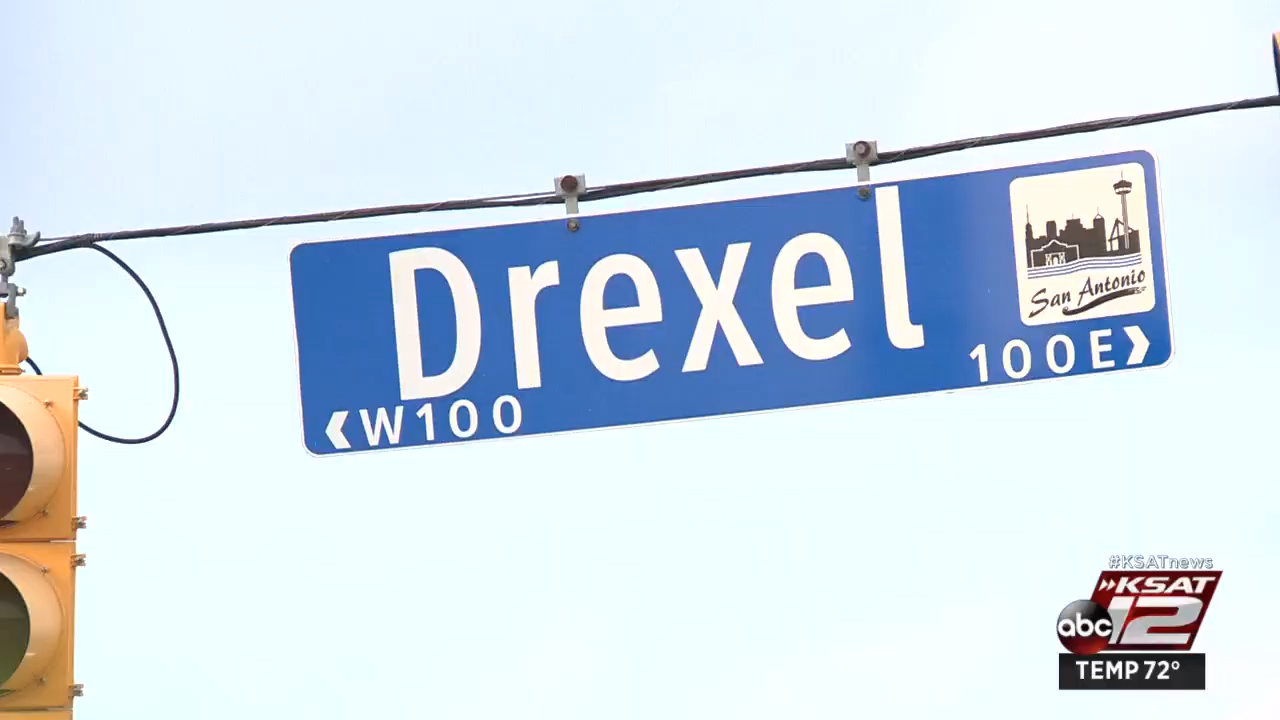 Drexel
San Antonio
W100
100E
#KSATnews
KSAT
abc 12
TEMP 72°